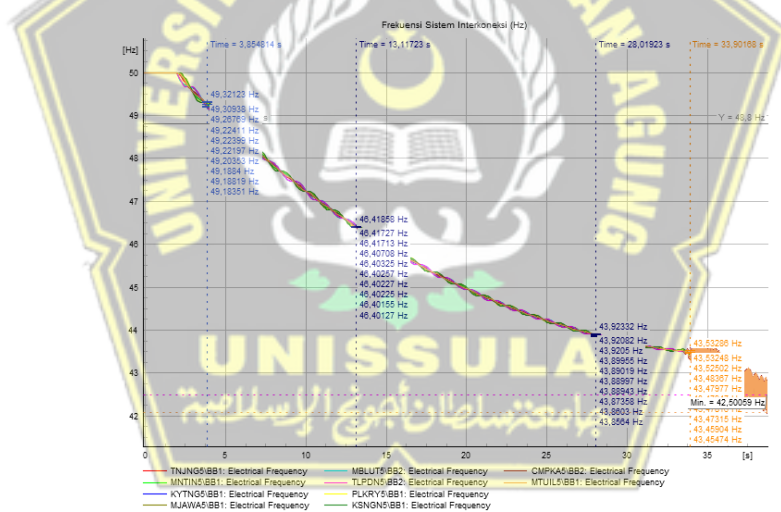 Frekuensi Sistem Interkoneksi (Hz)
[Hz]
Time = 3,854814 s
Time = 13,11723 s
Time = 28,01923 s
Time = 33,90168 s
50
49
48
47
46
45
44
43
42
49,32123 Hz
49,30938 Hz
49,26769 Hz
49,22411 Hz
49,22399 Hz
49,22197 Hz
49,20353 Hz
49,1884 Hz
49,18819 Hz
49,18351 Hz
Y = 48,8 Hz
46,41858 Hz
46,41727 Hz
46,41713 Hz
46,40708 Hz
46,40325 Hz
46,40257 Hz
46,40227 Hz
46,40225 Hz
46,40155 Hz
46,40127 Hz
43,92332 Hz
43,92082 Hz
43,9205 Hz
43,89955 Hz
43,89019 Hz
43,88997 Hz
43,88943 Hz
43,87358 Hz
43,8603 Hz
43,8564 Hz
43,53286 Hz
43,53248 Hz
43,52502 Hz
43,48367 Hz
43,47977 Hz
Min. = 42,50059 Hz
43,47315 Hz
43,45904 Hz
43,45474 Hz
0 5 10 15 20 25 30 35 [s]
UNIVERSITAS ISLAM SULTAN AGUNG
UNISSULA
جامعترسلطان أجونج الإسلامية
TNJNG5\BB1: Electrical Frequency
MBLUT5\BB2: Electrical Frequency
CMPKA5\BB2: Electrical Frequency
MNTIN5\BB1: Electrical Frequency
TLPDN5\BB2: Electrical Frequency
MTUIL5\BB1: Electrical Frequency
KYTNG5\BB1: Electrical Frequency
PLKRY5\BB1: Electrical Frequency
MJAWA5\BB1: Electrical Frequency
KSNGN5\BB1: Electrical Frequency